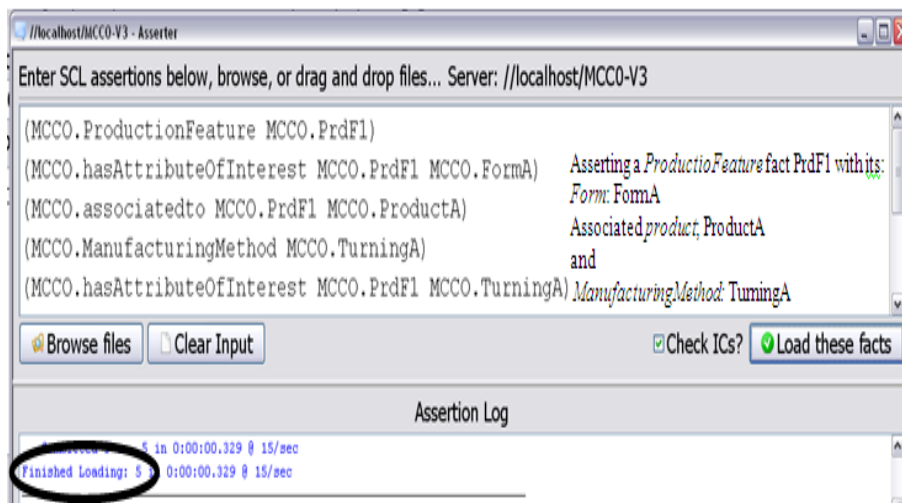 //localhost/MCCO-V3 - Asserter
Enter SCL assertions below, browse, or drag and drop files... Server: //localhost/MCCO-V3
(MCCO.ProductionFeature MCCO.PrdF1)
(MCCO.hasAttributeOfInterest MCCO.PrdF1 MCCO.FormA)
(MCCO.associatedto MCCO.PrdF1 MCCO.ProductA)
(MCCO.ManufacturingMethod MCCO.TurningA)
(MCCO.hasAttributeOfInterest MCCO.PrdF1 MCCO.TurningA)
Asserting a ProductioFeature fact PrdF1 with its:
Form: FormA
Associated product; ProductA
and
ManufacturingMethod: TurningA
Browse files
Clear Input
Check ICs?
Load these facts
Assertion Log
5 in 0:00:00.329 @ 15/sec
Finished Loading: 5 in 0:00:00.329 @ 15/sec